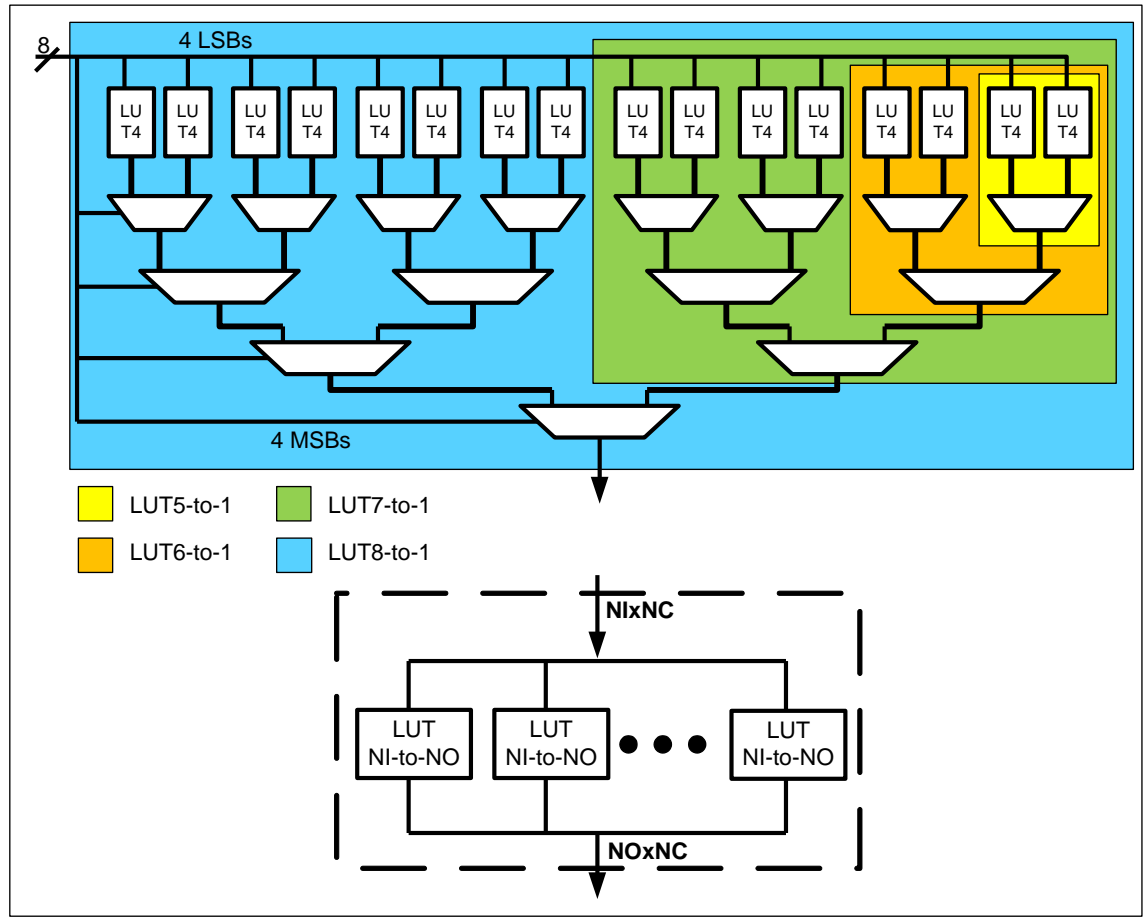 8
4 LSBs
LU LU LU LU LU LU LU LU LU LU LU LU LU LU LU LU
T4 T4 T4 T4 T4 T4 T4 T4 T4 T4 T4 T4 T4 T4 T4 T4
4 MSBs
LUT5-to-1
LUT7-to-1
LUT6-to-1
LUT8-to-1
NIxNC
LUT LUT LUT
NI-to-NO NI-to-NO NI-to-NO
NOxNC